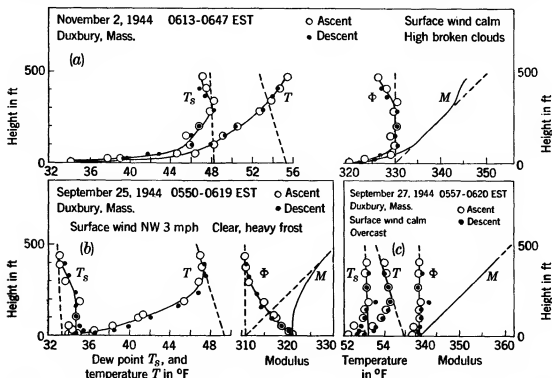 November 2, 1944 0613-0647 EST
Duxbury, Mass.
Ascent
Descent
Surface wind calm
High broken clouds
(a)
500
Height in ft
0
T_S
T
Φ
M
500
Height in ft
0
32 36 40 44 48 52 56
320 330 340 350
September 25, 1944 0550-0619 EST
Duxbury, Mass.
Ascent
Descent
Surface wind NW 3 mph Clear, heavy frost
(b)
500
Height in ft
0
T_S
T
Φ
M
32 36 40 44 48
310 320 330
Dew point T_S, and
temperature T in °F
Modulus
September 27, 1944 0557-0620 EST
Duxbury, Mass.
Surface wind calm
Overcast
Ascent
Descent
(c)
T_S
T
Φ
M
500
Height in ft
0
52 54
340 350 360
Temperature
in °F
Modulus